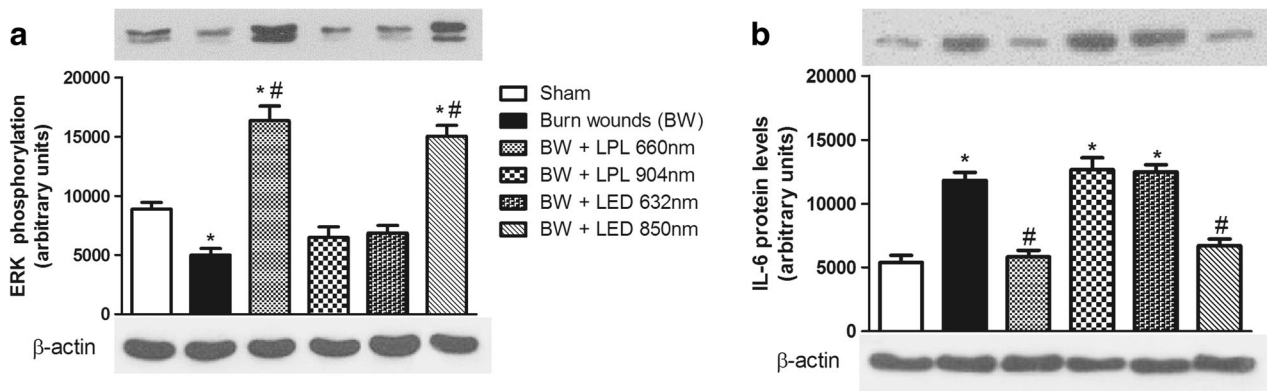 a
ERK phosphorylation
(arbitrary units)
20000
15000
10000
5000
0
*
* #
* #
β-actin
Sham
Burn wounds (BW)
BW + LPL 660nm
BW + LPL 904nm
BW + LED 632nm
BW + LED 850nm
b
IL-6 protein levels
(arbitrary units)
20000
15000
10000
5000
0
*
#
*
*
#
β-actin